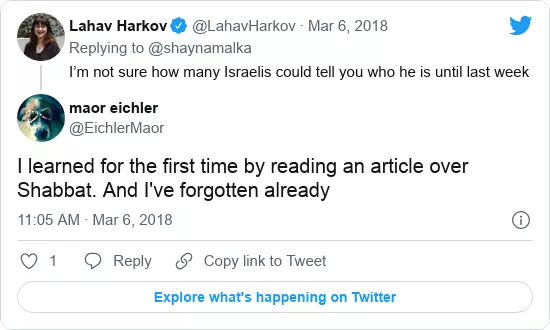 Lahav Harkov @LahavHarkov · Mar 6, 2018
Replying to @shaynamalka
I'm not sure how many Israelis could tell you who he is until last week
maor eichler
@EichlerMaor
I learned for the first time by reading an article over
Shabbat. And I've forgotten already
11:05 AM · Mar 6, 2018
1 Reply Copy link to Tweet
Explore what's happening on Twitter